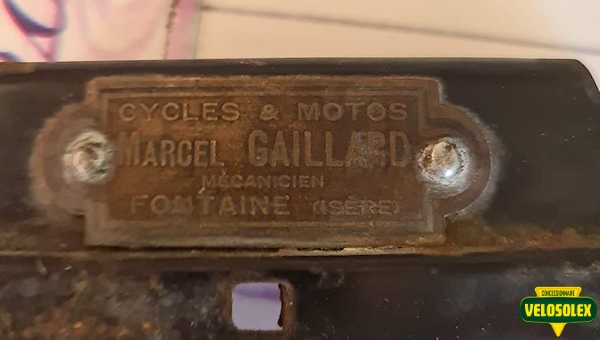 CYCLES & MOTOS
MARCEL GAILLARD
MÉCANICIEN
FONTAINE (ISÈRE)
CONCESSIONNAIRE
VELOSOLEX